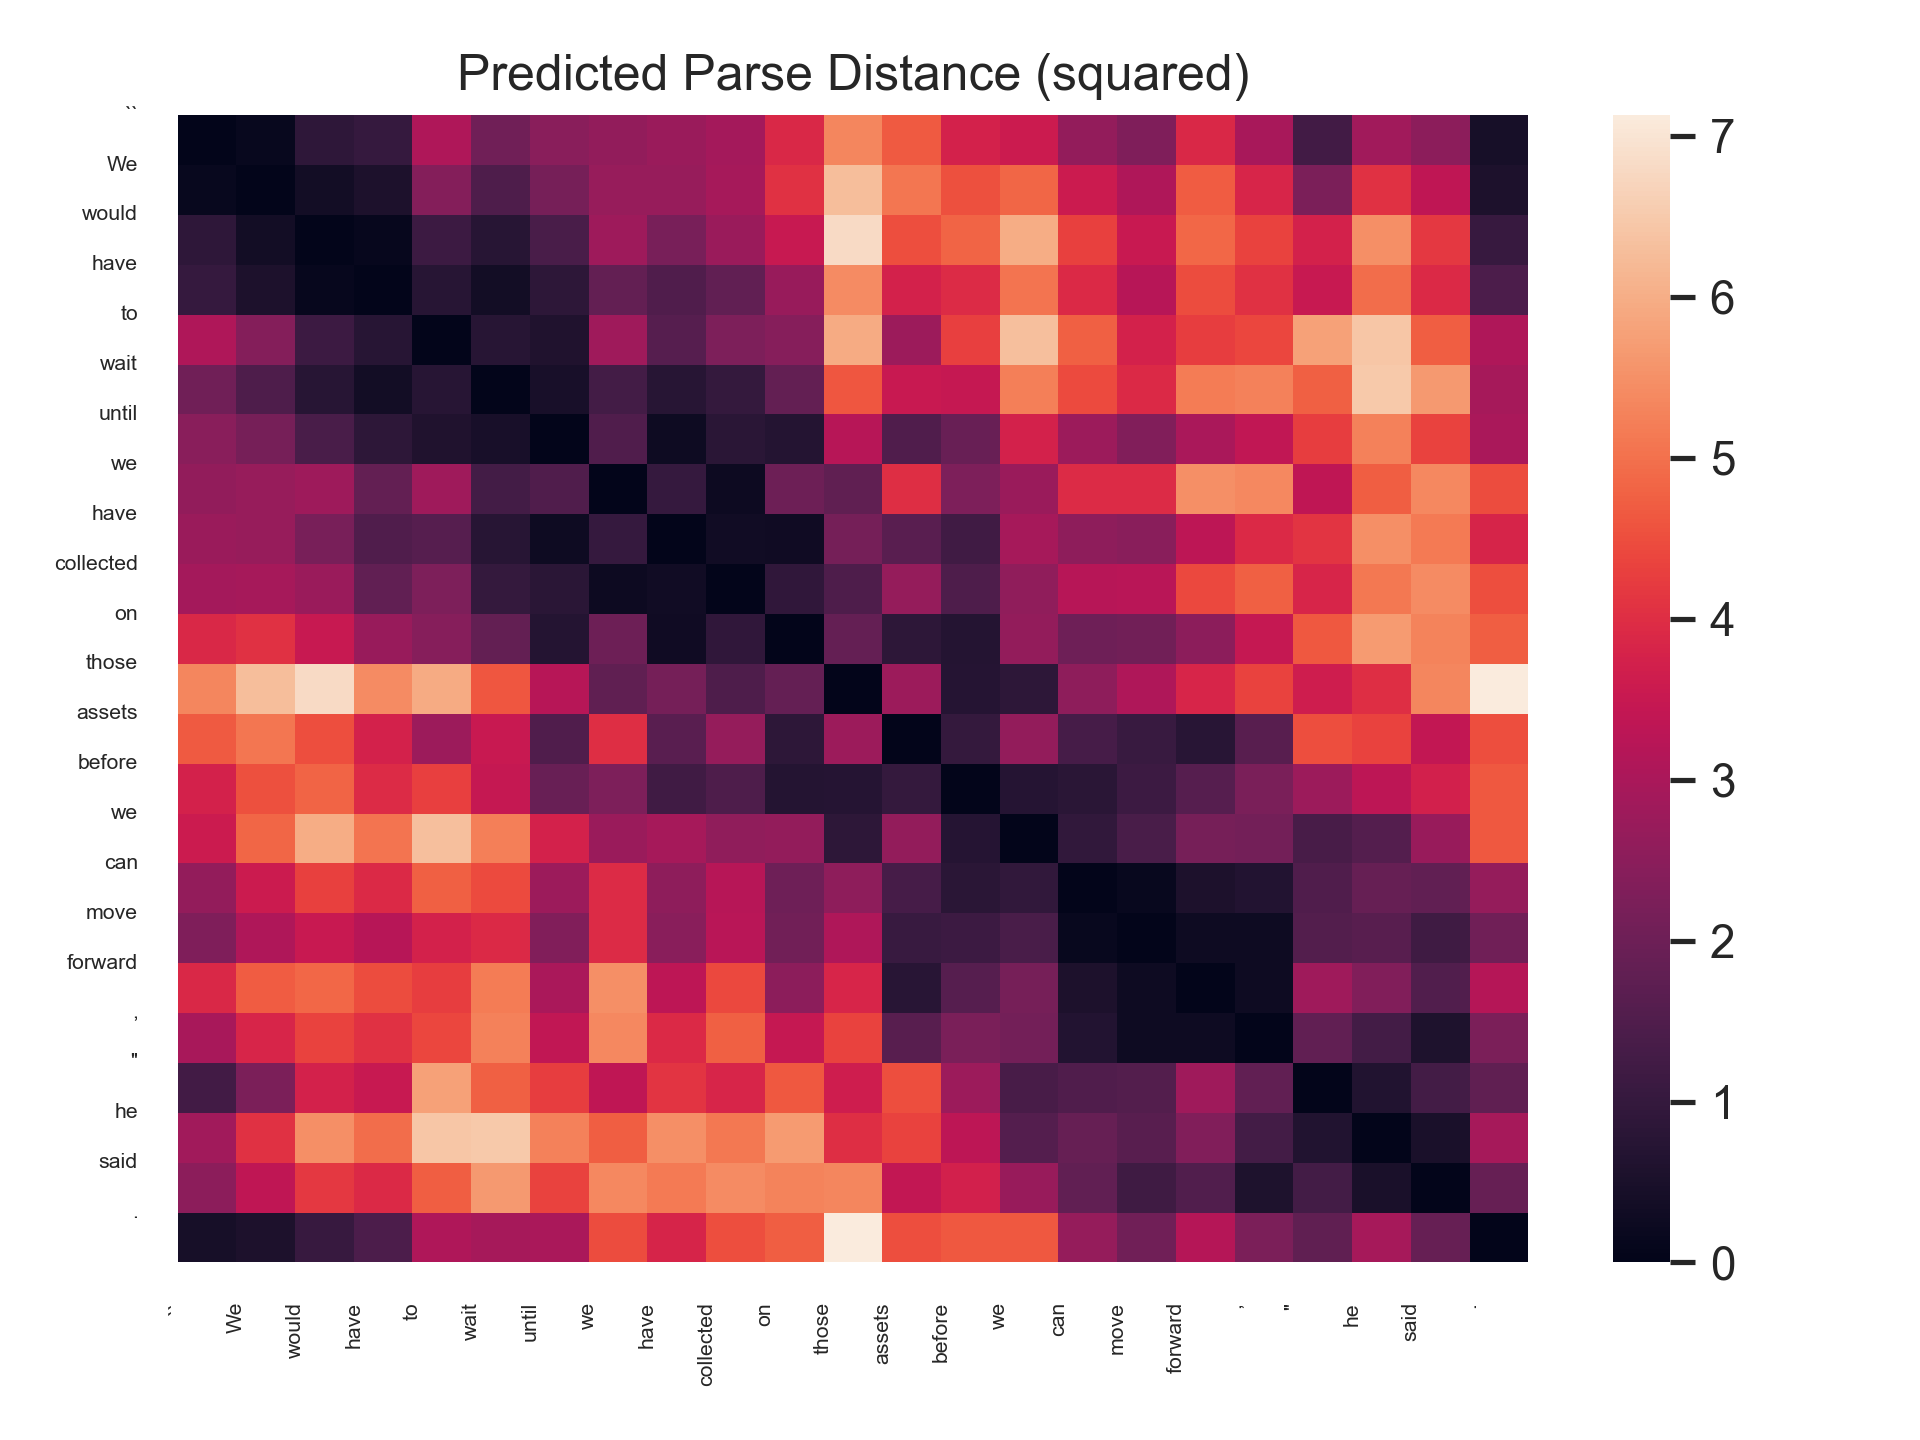 Predicted Parse Distance (squared)
``
We
would
have
to
wait
until
we
have
collected
on
those
assets
before
we
can
move
forward
,
"
he
said
.
7
6
5
4
3
2
1
0
`` We would have to wait until we have collected on those assets before we can move forward , " he said .